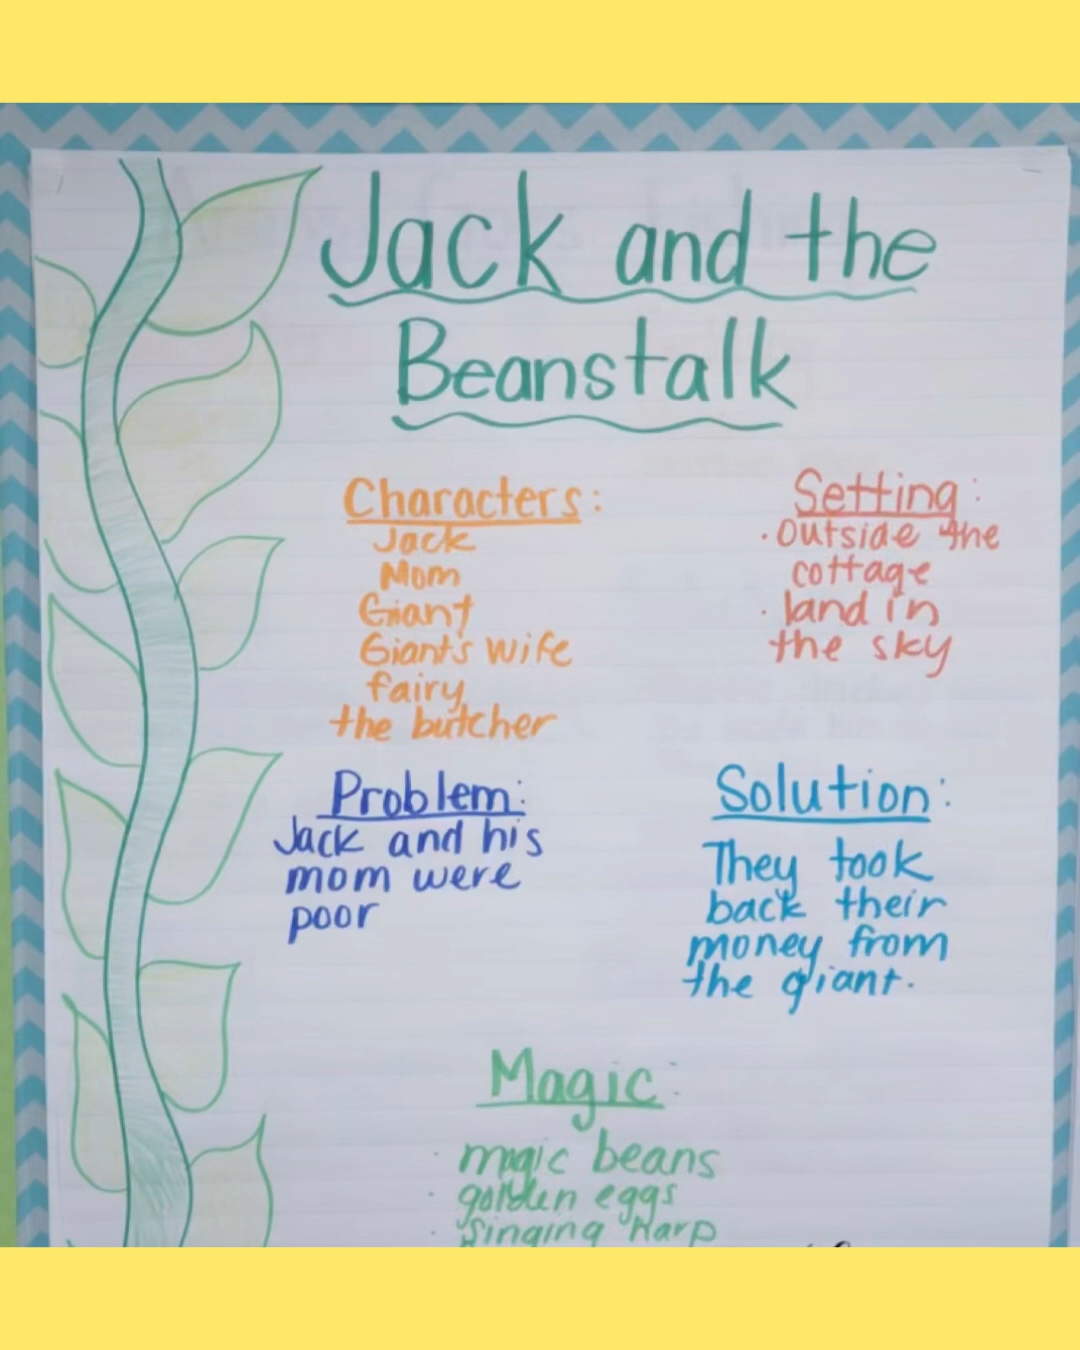 Jack and the
Beanstalk
Characters:
Jack
Mom
Giant
Giant's wife
fairy
the butcher
Setting:
· Outside the
cottage
· land in
the sky
Problem:
Jack and his
mom were
poor
Solution:
They took
back their
money from
the giant.
Magic:
· magic beans
· golden eggs
· Singing Harp